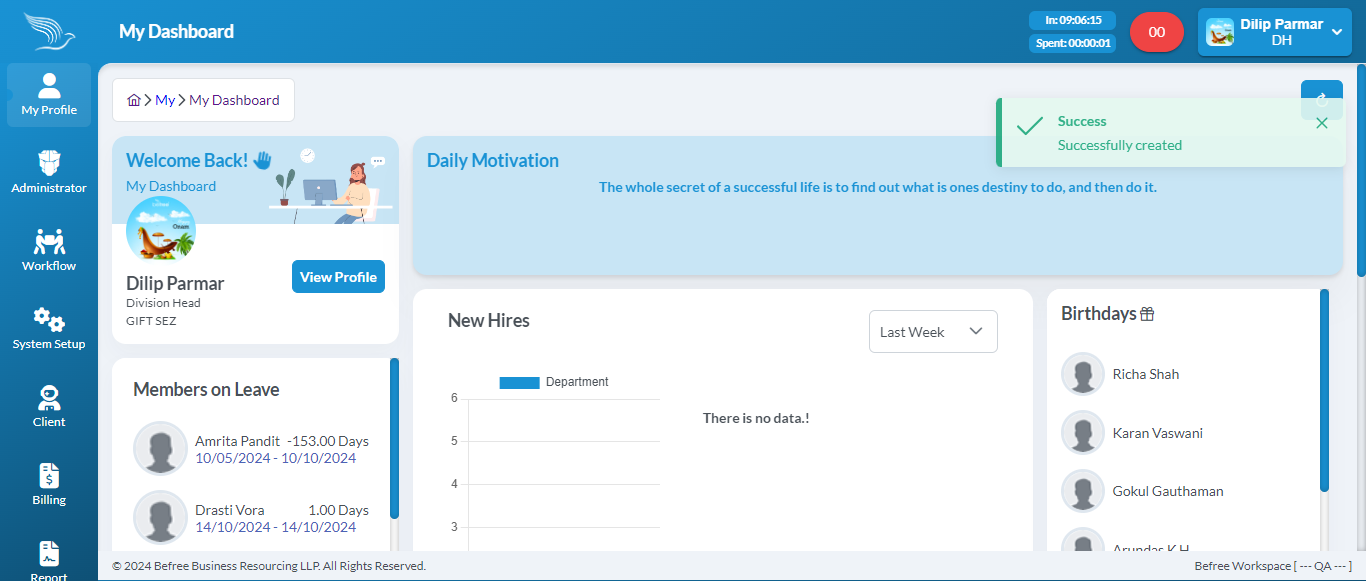 My Dashboard
In: 09:06:15
Spent: 00:00:01
00
Dilip Parmar
DH
My Profile
Administrator
Workflow
System Setup
Client
Billing
Report
My My Dashboard
Success
Successfully created
Welcome Back!
My Dashboard
Dilip Parmar
Division Head
GIFT SEZ
View Profile
Daily Motivation
The whole secret of a successful life is to find out what is ones destiny to do, and then do it.
Members on Leave
Amrita Pandit -153.00 Days
10/05/2024 - 10/10/2024
Drasti Vora 1.00 Days
14/10/2024 - 14/10/2024
New Hires
Last Week
Department
6
5
4
3
There is no data.!
Birthdays
Richa Shah
Karan Vaswani
Gokul Gauthaman
Arundas K H
© 2024 Befree Business Resourcing LLP. All Rights Reserved.
Befree Workspace [ --- QA --- ]